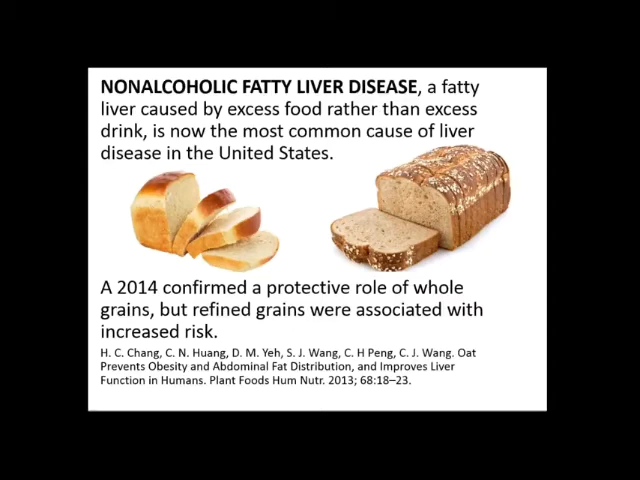 NONALCOHOLIC FATTY LIVER DISEASE, a fatty
liver caused by excess food rather than excess
drink, is now the most common cause of liver
disease in the United States.
A 2014 confirmed a protective role of whole
grains, but refined grains were associated with
increased risk.
H. C. Chang, C. N. Huang, D. M. Yeh, S. J. Wang, C. H Peng, C. J. Wang. Oat
Prevents Obesity and Abdominal Fat Distribution, and Improves Liver
Function in Humans. Plant Foods Hum Nutr. 2013; 68:18–23.